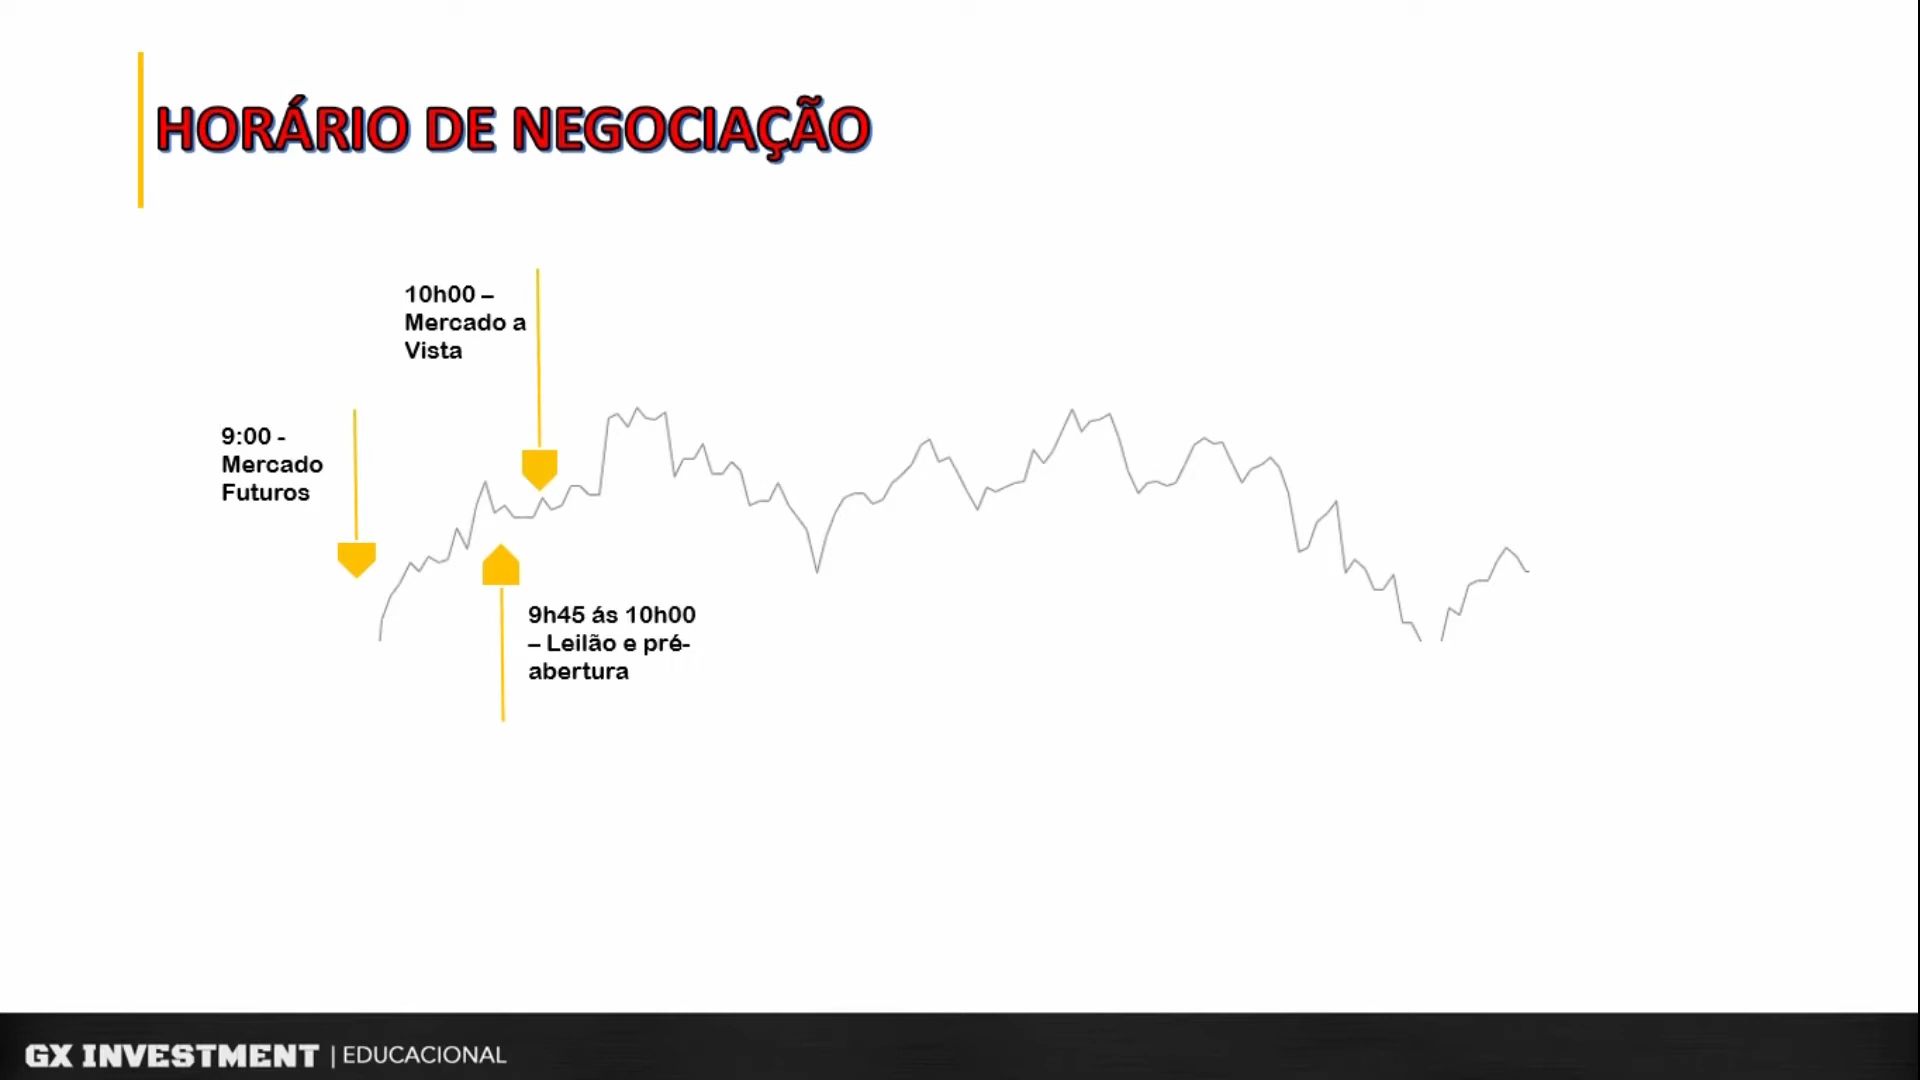 HORÁRIO DE NEGOCIAÇÃO
10h00 –
Mercado a
Vista
9:00 -
Mercado
Futuros
9h45 ás 10h00
– Leilão e pré-
abertura
GX INVESTMENT | EDUCACIONAL